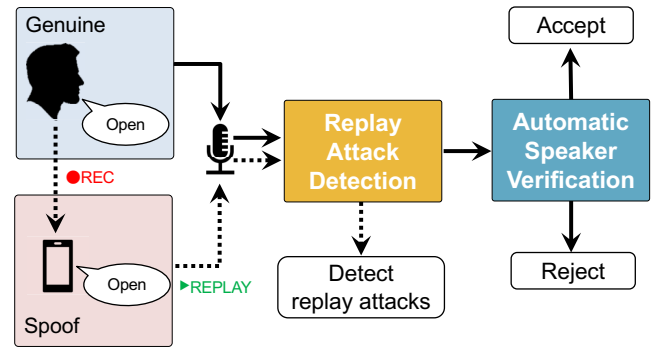 Genuine
Open
REC
Spoof
Open
REPLAY
Replay
Attack
Detection
Detect
replay attacks
Accept
Automatic
Speaker
Verification
Reject